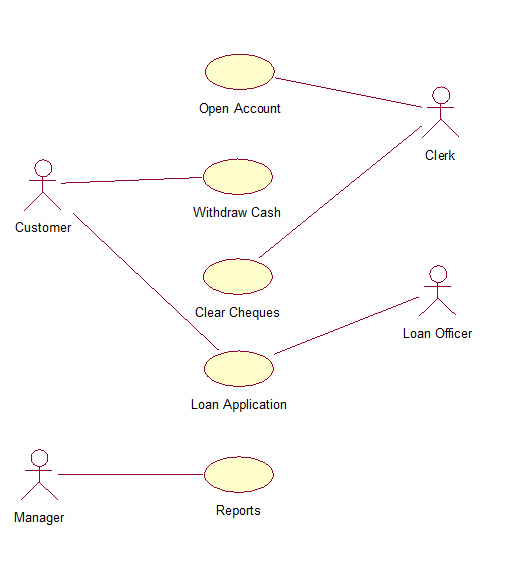 Open Account
Clerk
Withdraw Cash
Customer
Clear Cheques
Loan Officer
Loan Application
Reports
Manager